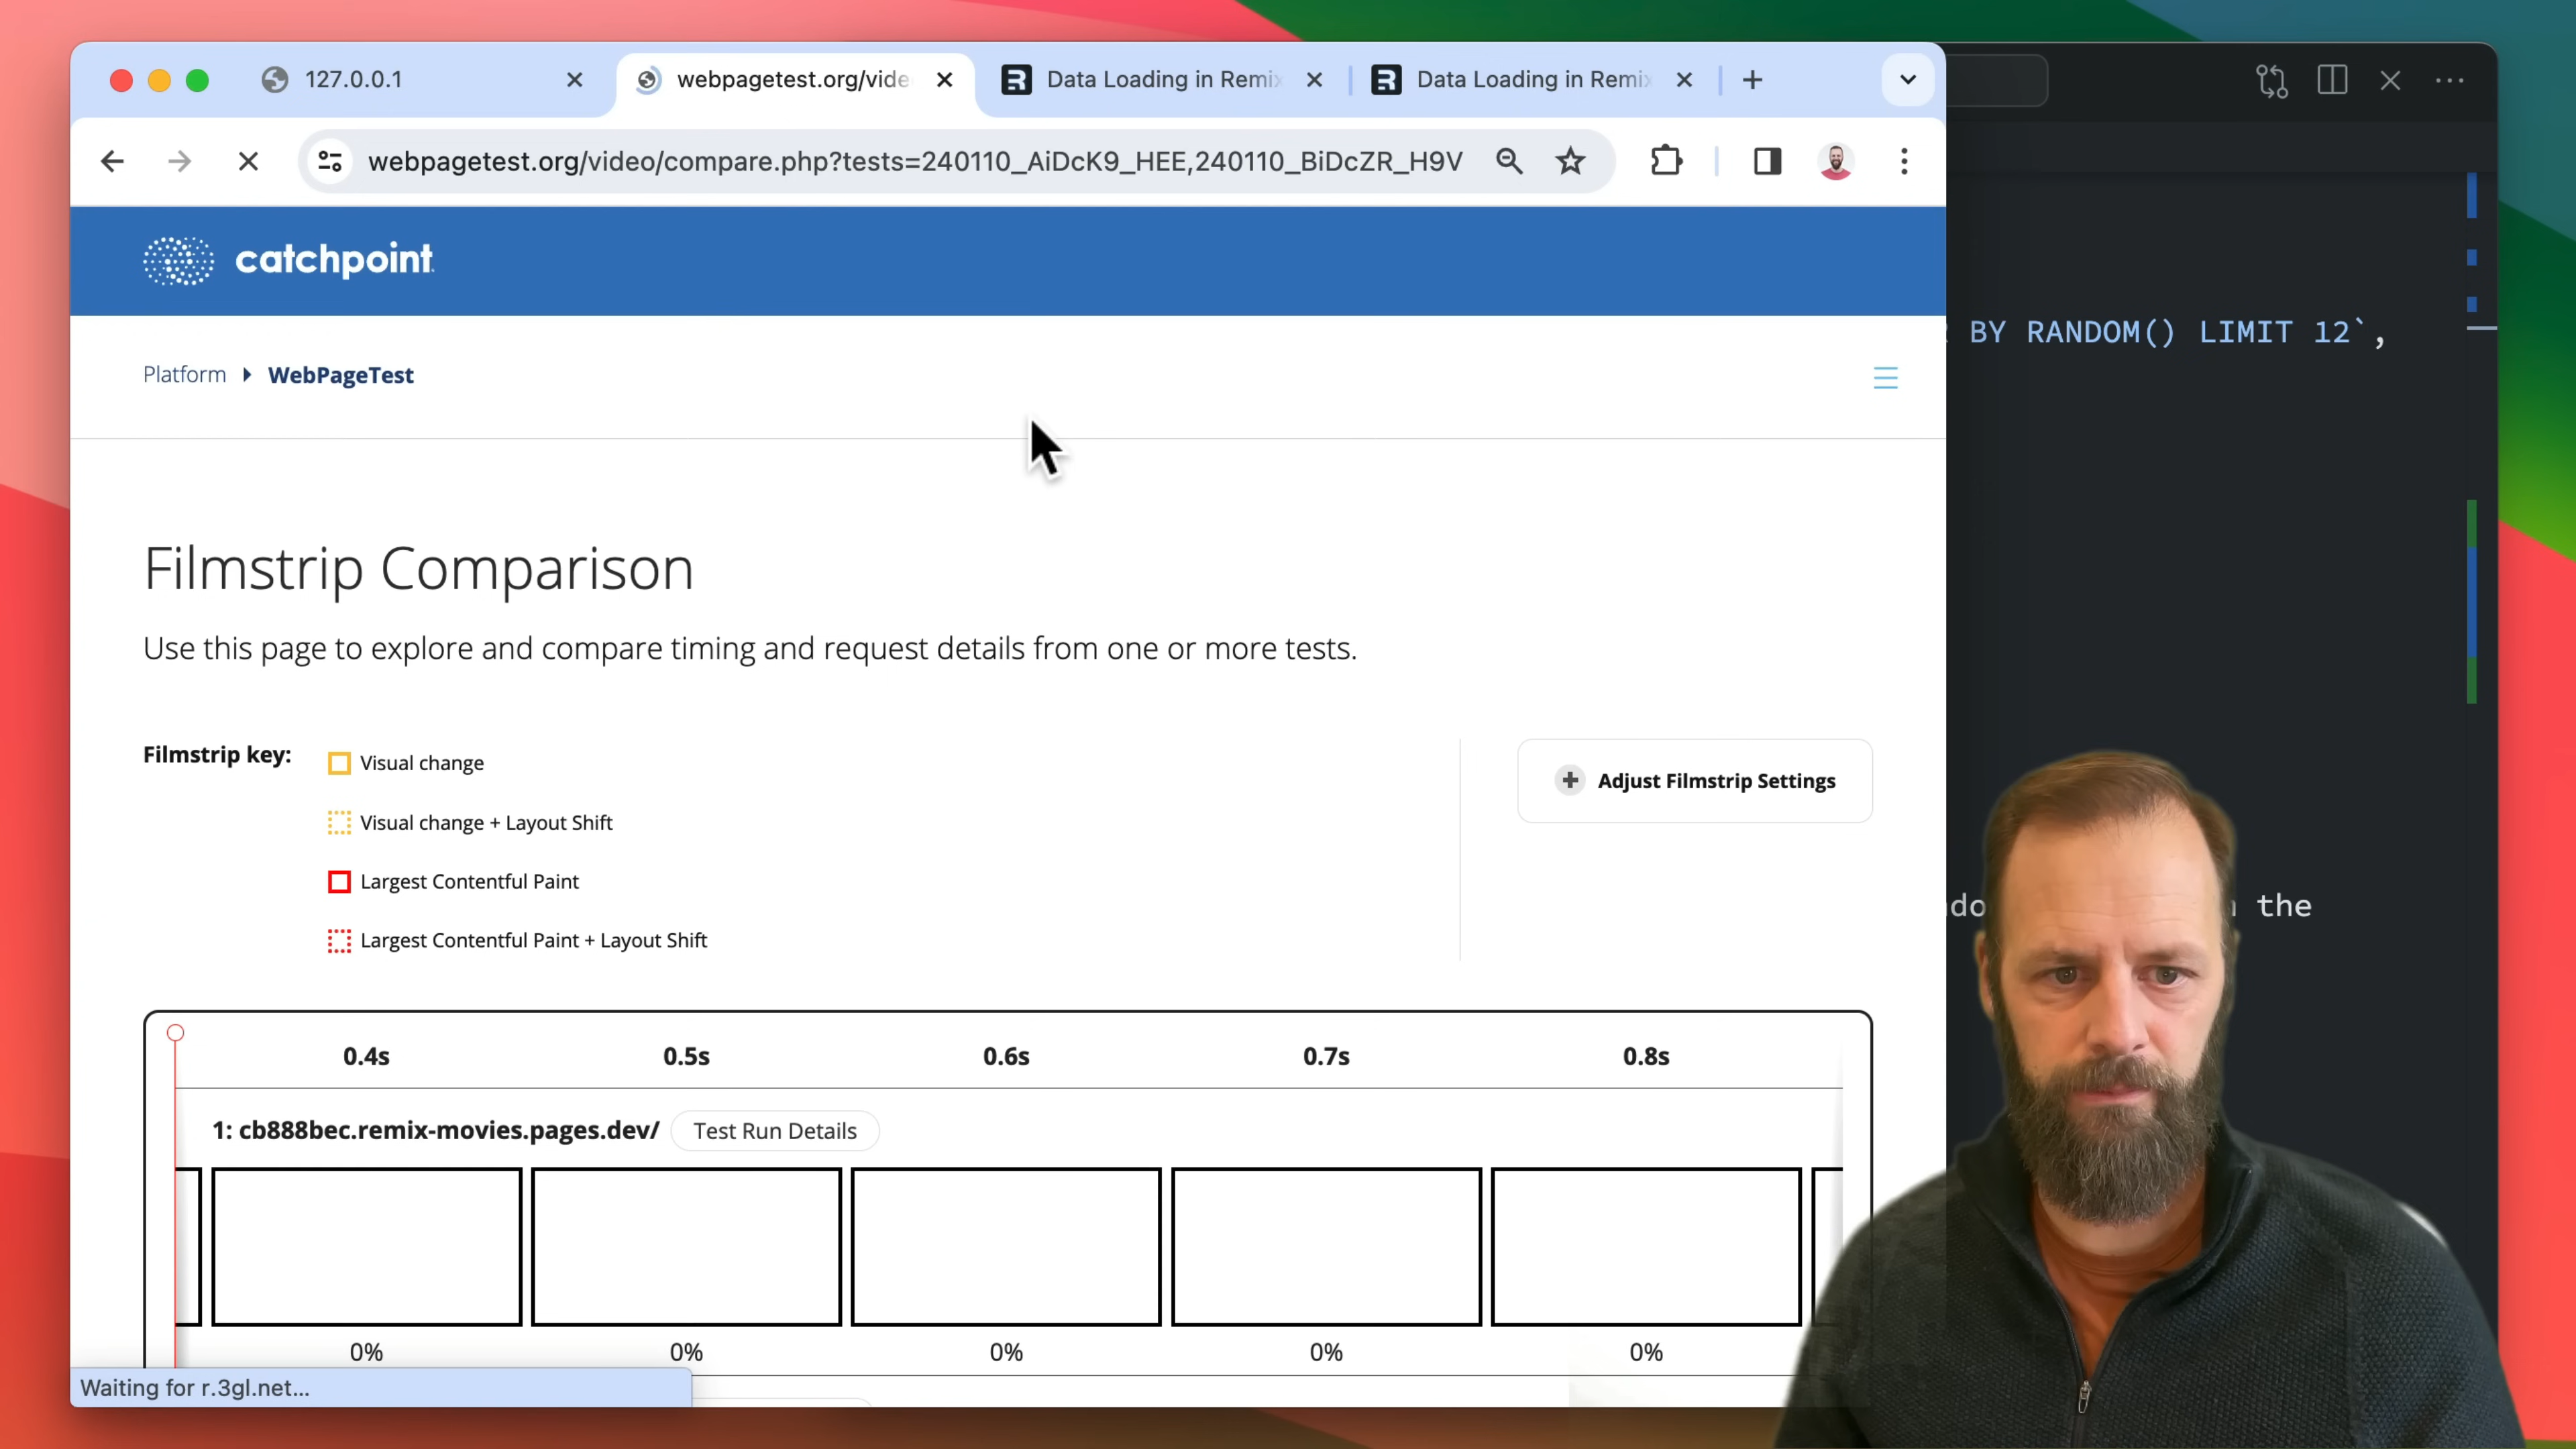 127.0.0.1
webpagetest.org/vide
Data Loading in Remix
Data Loading in Remix
webpagetest.org/video/compare.php?tests=240110_AiDcK9_HEE,240110_BiDcZR_H9V
catchpoint
Platform WebPageTest
BY RANDOM() LIMIT 12`,
Filmstrip Comparison
Use this page to explore and compare timing and request details from one or more tests.
Filmstrip key:
Visual change
Visual change + Layout Shift
Largest Contentful Paint
Largest Contentful Paint + Layout Shift
Adjust Filmstrip Settings
the
0.4s 0.5s 0.6s 0.7s 0.8s
1: cb888bec.remix-movies.pages.dev/ Test Run Details
0% 0% 0% 0% 0%
Waiting for r.3gl.net...